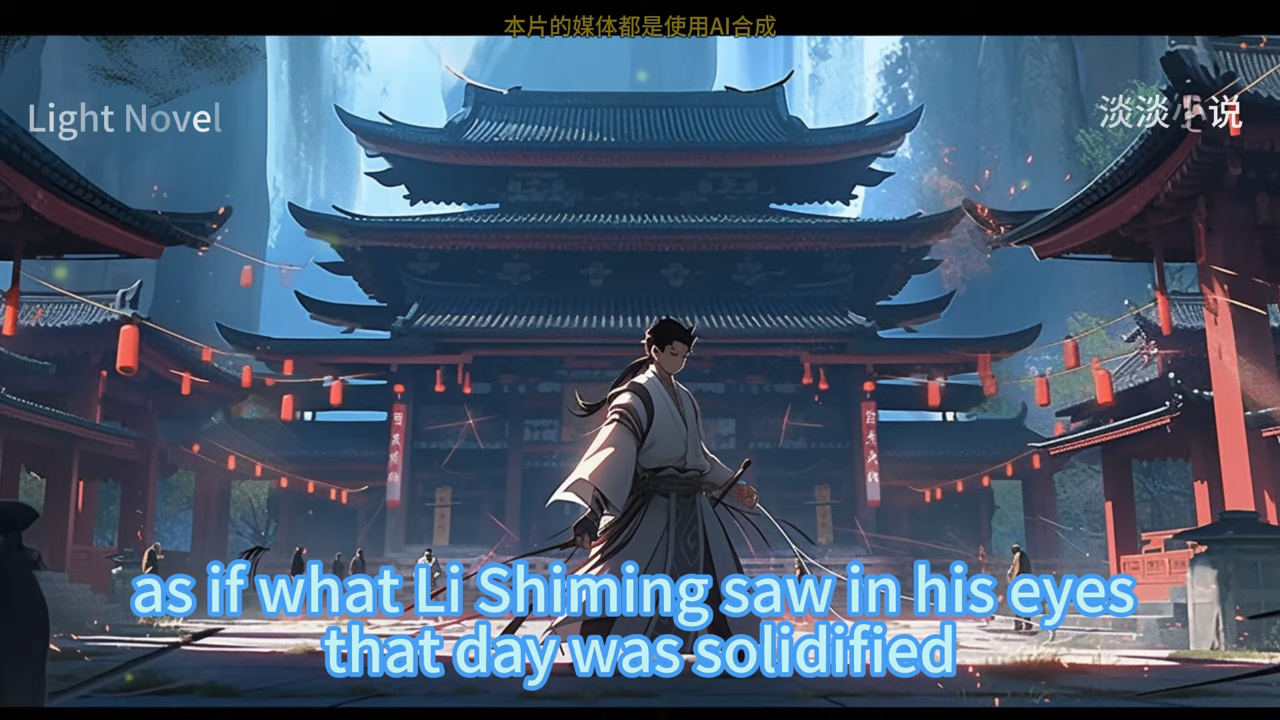 本片的媒体都是使用AI合成
Light Novel
淡淡小说
as if what Li Shiming saw in his eyes
that day was solidified